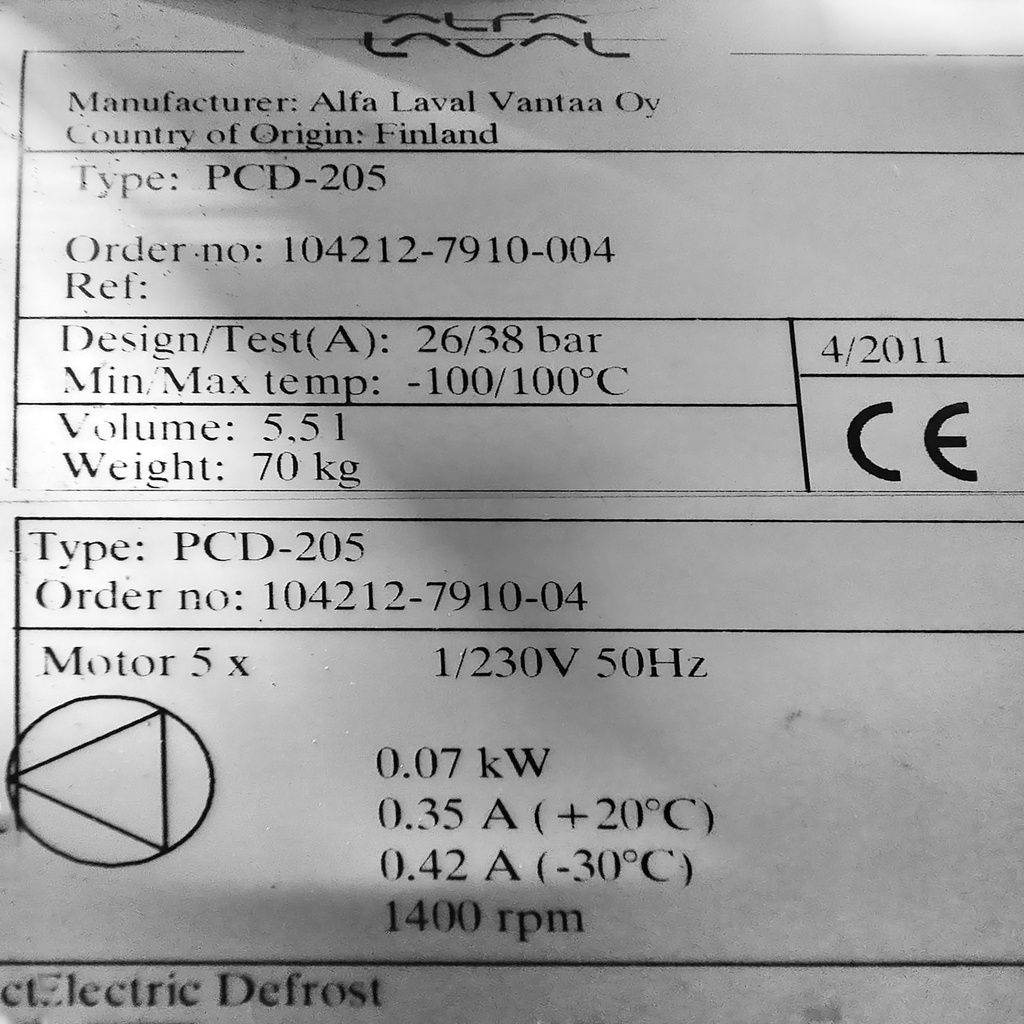 ALFA
LAVAL
Manufacturer: Alfa Laval Vantaa Oy
Country of Origin: Finland
Type: PCD-205
Order no: 104212-7910-004
Ref:
Design/Test(A): 26/38 bar
Min/Max temp: -100/100°C
4/2011
CE
Volume: 5,5 l
Weight: 70 kg
Type: PCD-205
Order no: 104212-7910-04
Motor 5 x 1/230V 50Hz
0.07 kW
0.35 A (+20°C)
0.42 A (-30°C)
1400 rpm
Electric Defrost